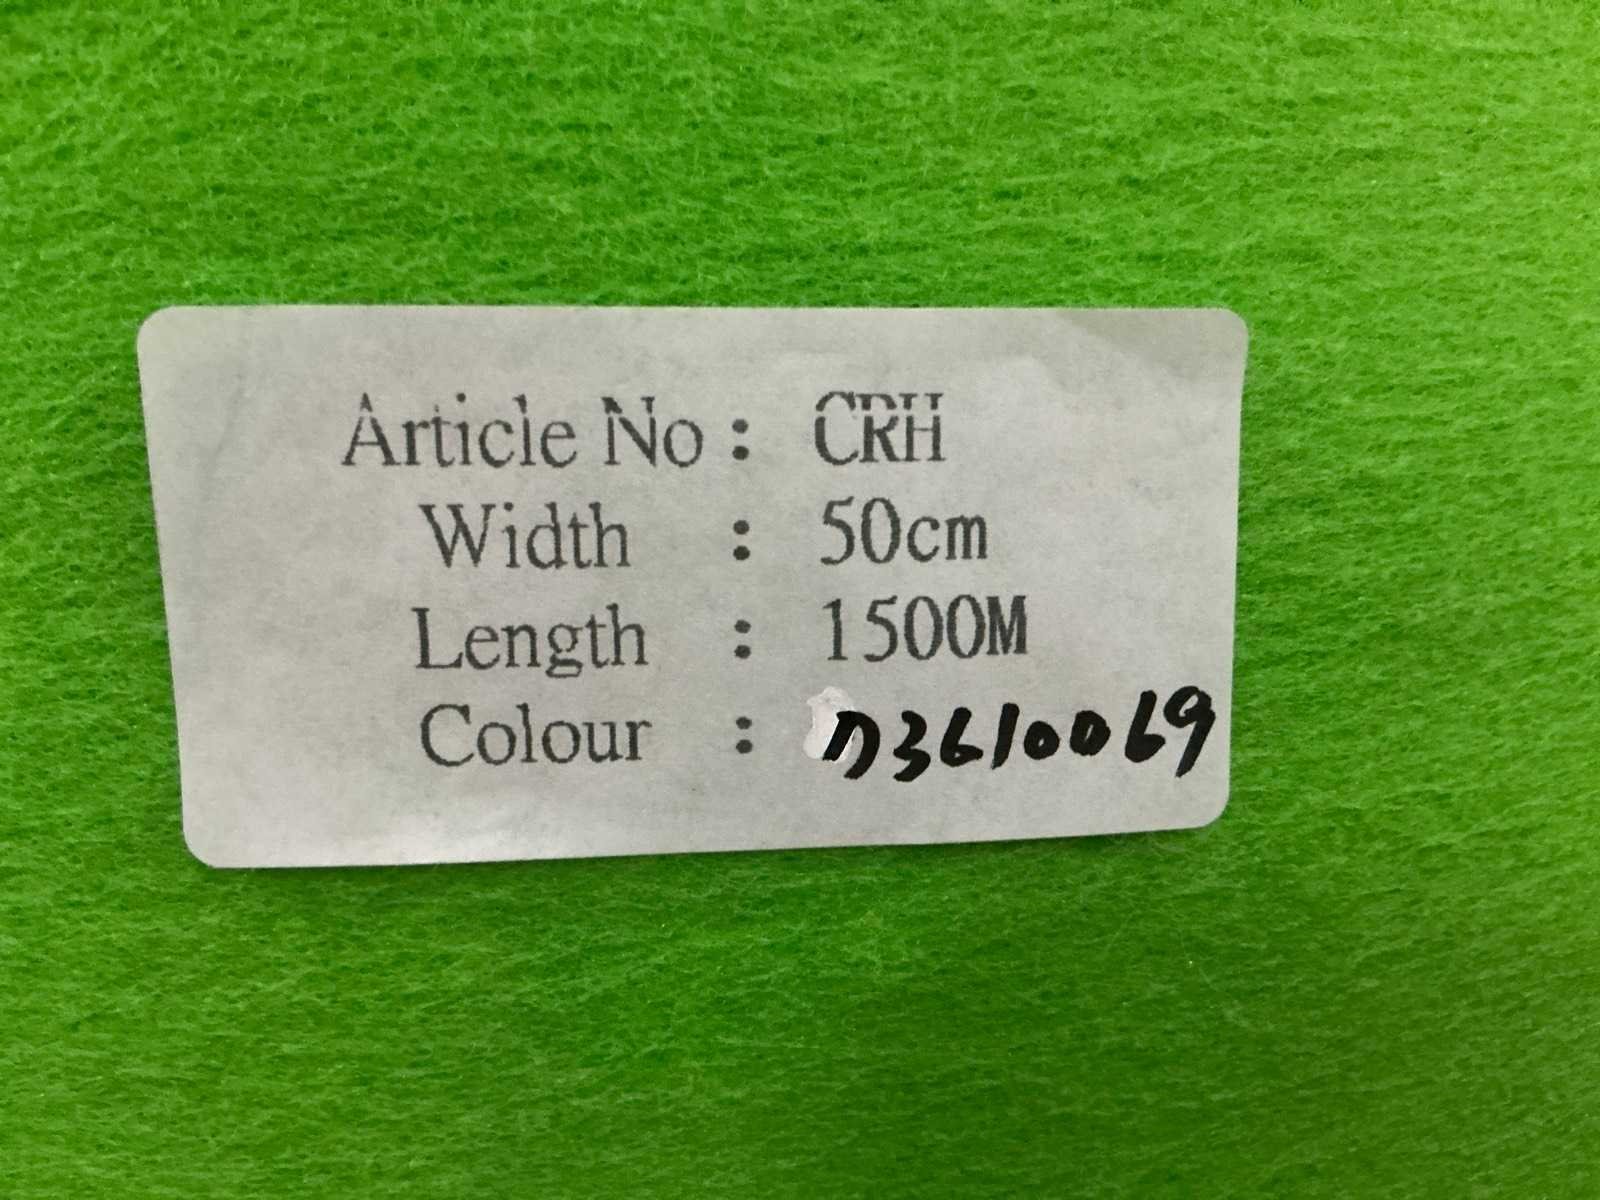 Article No : CRH
Width : 50cm
Length : 1500M
Colour : D3610069